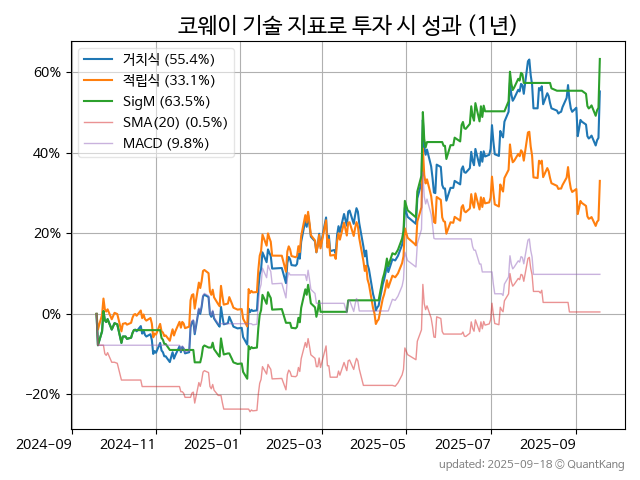 코웨이 기술 지표로 투자 시 성과 (1년)
거치식 (55.4%)
적립식 (33.1%)
SigM (63.5%)
SMA(20) (0.5%)
MACD (9.8%)
60%
40%
20%
0%
−20%
2024-09 2024-11 2025-01 2025-03 2025-05 2025-07 2025-09
updated: 2025-09-18 © QuantKang